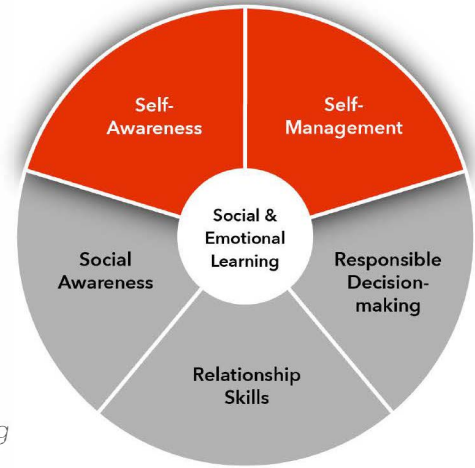 Self-
Awareness
Self-
Management
Social &
Emotional
Learning
Social
Awareness
Responsible
Decision-
making
Relationship
Skills